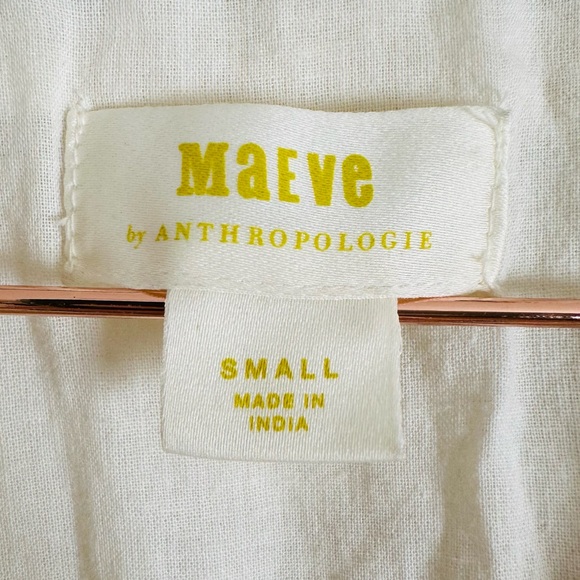 MaEve
by ANTHROPOLOGIE
SMALL
MADE IN
INDIA